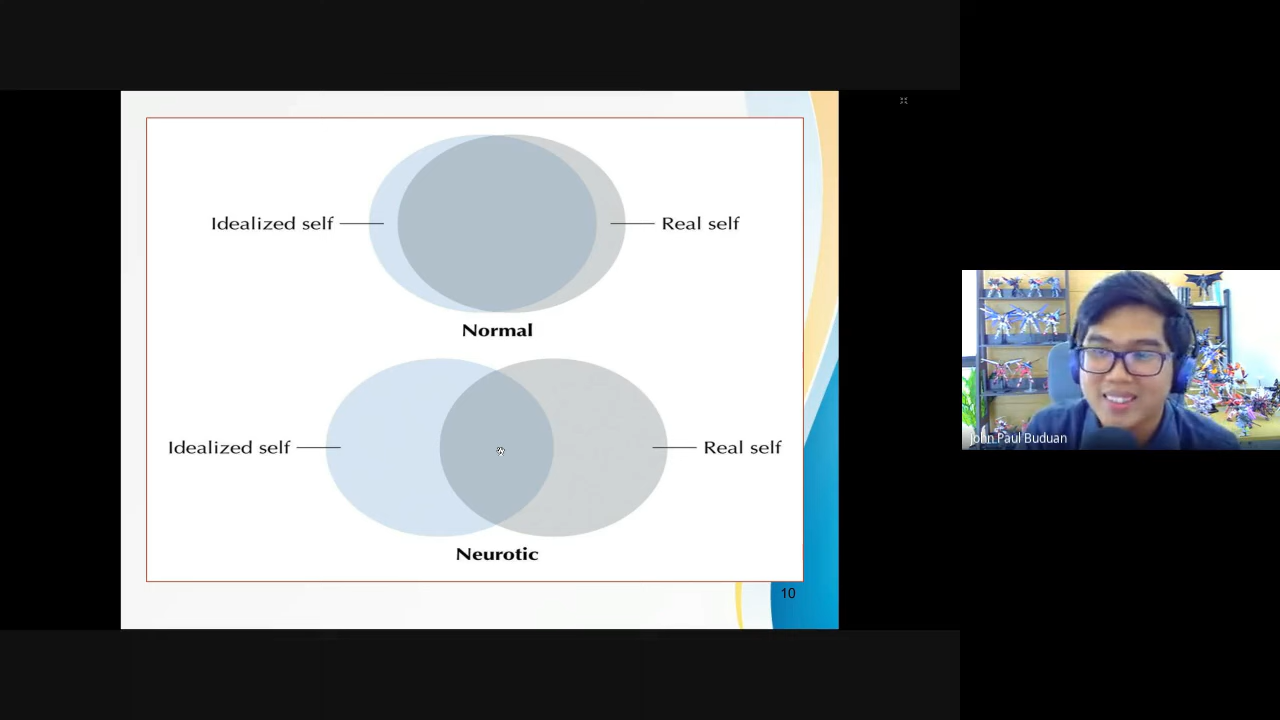 Idealized self
Real self
Normal
Idealized self
Real self
Neurotic
10
John Paul Buduan